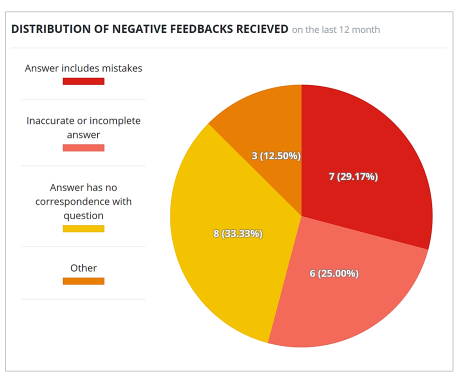 DISTRIBUTION OF NEGATIVE FEEDBACKS RECIEVED on the last 12 month
Answer includes mistakes
Inaccurate or incomplete
answer
Answer has no
correspondence with
question
Other
3 (12.50%)
7 (29.17%)
8 (33.33%)
6 (25.00%)